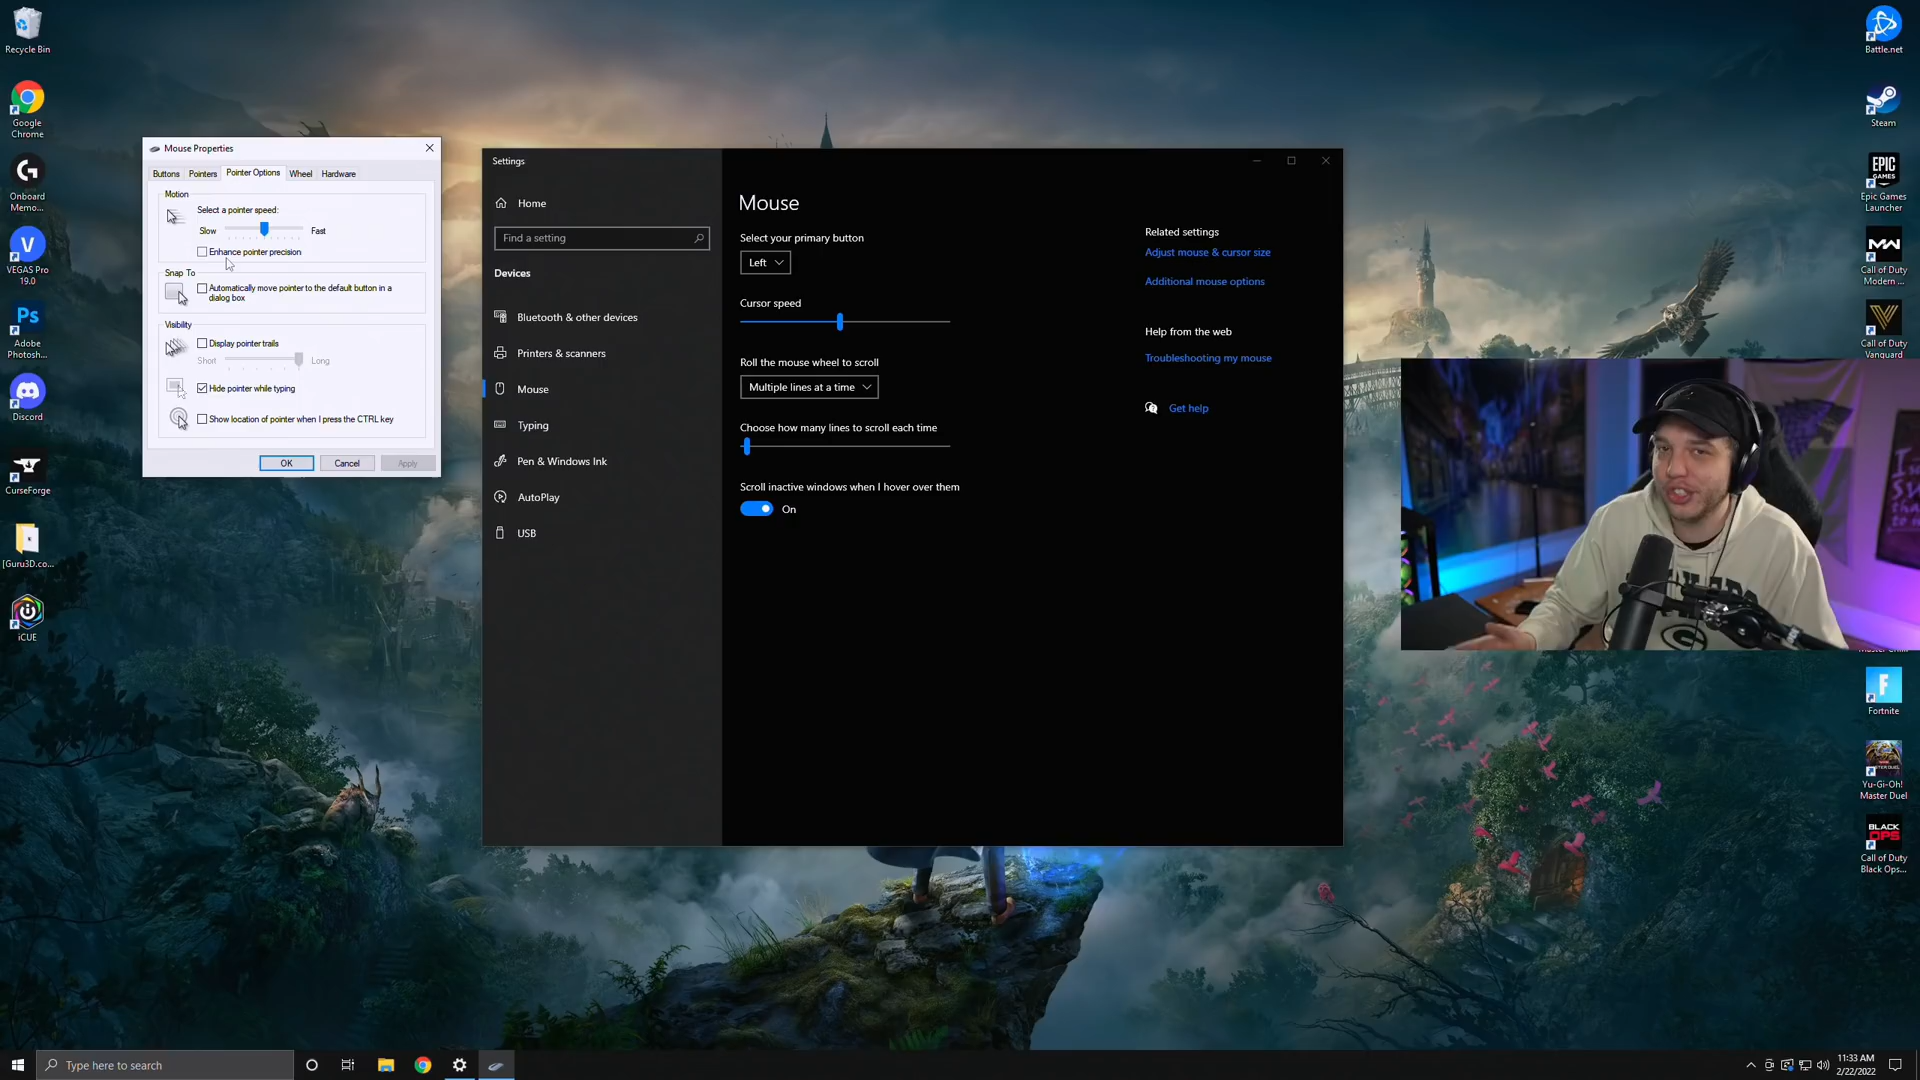 Recycle Bin
Google
Chrome
Onboard
Memo...
VEGAS Pro
19.0
Ps
Adobe
Photosh...
Discord
CurseForge
[Guru3D.co...
iCUE
Mouse Properties
Buttons
Pointers
Pointer Options
Wheel
Hardware
Motion
Select a pointer speed:
Slow
Fast
Enhance pointer precision
Snap To
Automatically move pointer to the default button in a
dialog box
Visibility
Display pointer trails
Short
Long
Hide pointer while typing
Show location of pointer when I press the CTRL key
OK
Cancel
Apply
Settings
Home
Find a setting
Devices
Bluetooth & other devices
Printers & scanners
Mouse
Typing
Pen & Windows Ink
AutoPlay
USB
Mouse
Select your primary button
Left
Cursor speed
Roll the mouse wheel to scroll
Multiple lines at a time
Choose how many lines to scroll each time
Scroll inactive windows when I hover over them
On
Related settings
Adjust mouse & cursor size
Additional mouse options
Help from the web
Troubleshooting my mouse
Get help
Battle.net
Steam
EPIC
GAMES
Epic Games
Launcher
MW
Call of Duty
Modern ...
Call of Duty
Vanguard
Fortnite
Yu-Gi-Oh!
Master Duel
BLACK
OPS
Call of Duty
Black Ops...
Type here to search
11:33 AM
2/22/2022